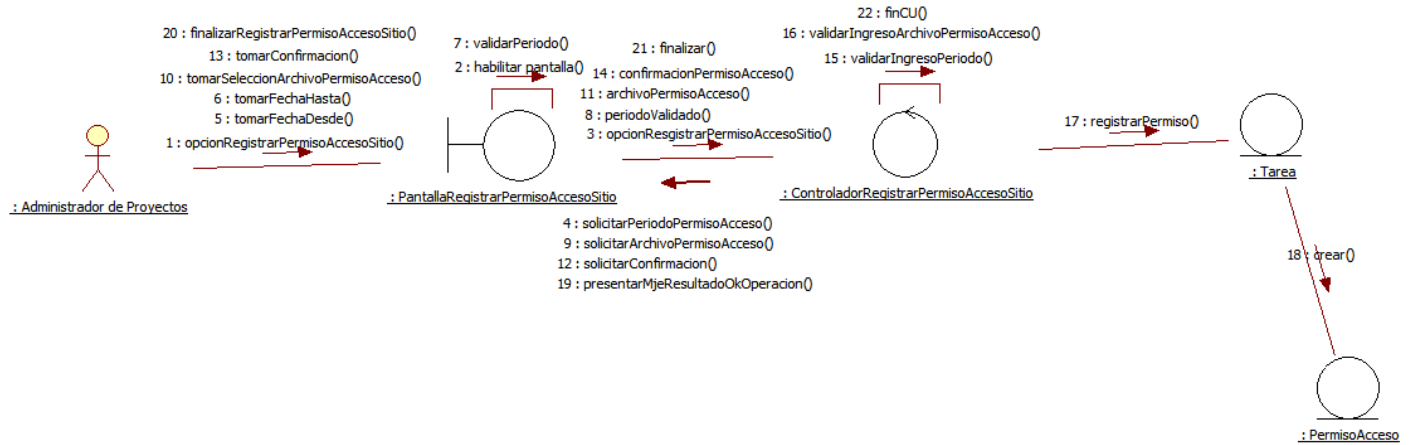 20 : finalizarRegistrarPermisoAccesoSitio()
13 : tomarConfirmacion()
10 : tomarSeleccionArchivoPermisoAcceso()
6 : tomarFechaHasta()
5 : tomarFechaDesde()
1 : opcionRegistrarPermisoAccesoSitio()
: Administrador de Proyectos
7 : validarPeriodo()
2 : habilitar pantalla()
: PantallaRegistrarPermisoAccesoSitio
21 : finalizar()
14 : confirmacionPermisoAcceso()
11 : archivoPermisoAcceso()
8 : periodoValidado()
3 : opcionResgistrarPermisoAccesoSitio()
4 : solicitarPeriodoPermisoAcceso()
9 : solicitarArchivoPermisoAcceso()
12 : solicitarConfirmacion()
19 : presentarMjeResultadoOkOperacion()
22 : finCU()
16 : validarIngresoArchivoPermisoAcceso()
15 : validarIngresoPeriodo()
: ControladorRegistrarPermisoAccesoSitio
17 : registrarPermiso()
: Tarea
18 : crear()
: PermisoAcceso